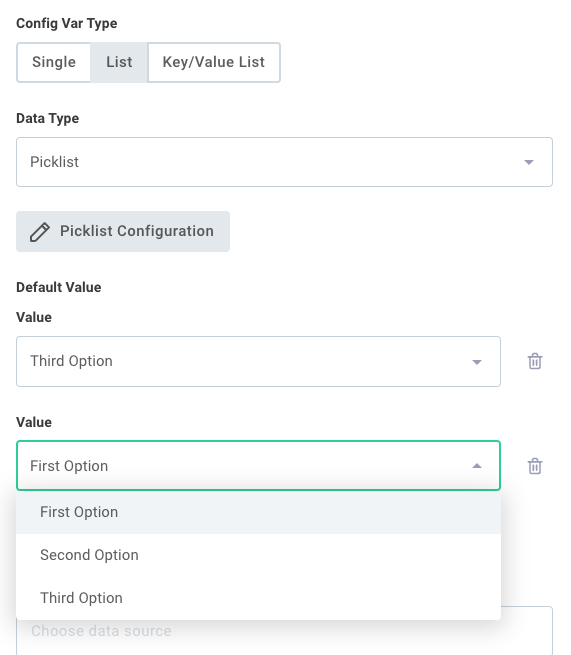 Config Var Type
Single List Key/Value List
Data Type
Picklist
Picklist Configuration
Default Value
Value
Third Option
Value
First Option
First Option
Second Option
Third Option
Choose data source